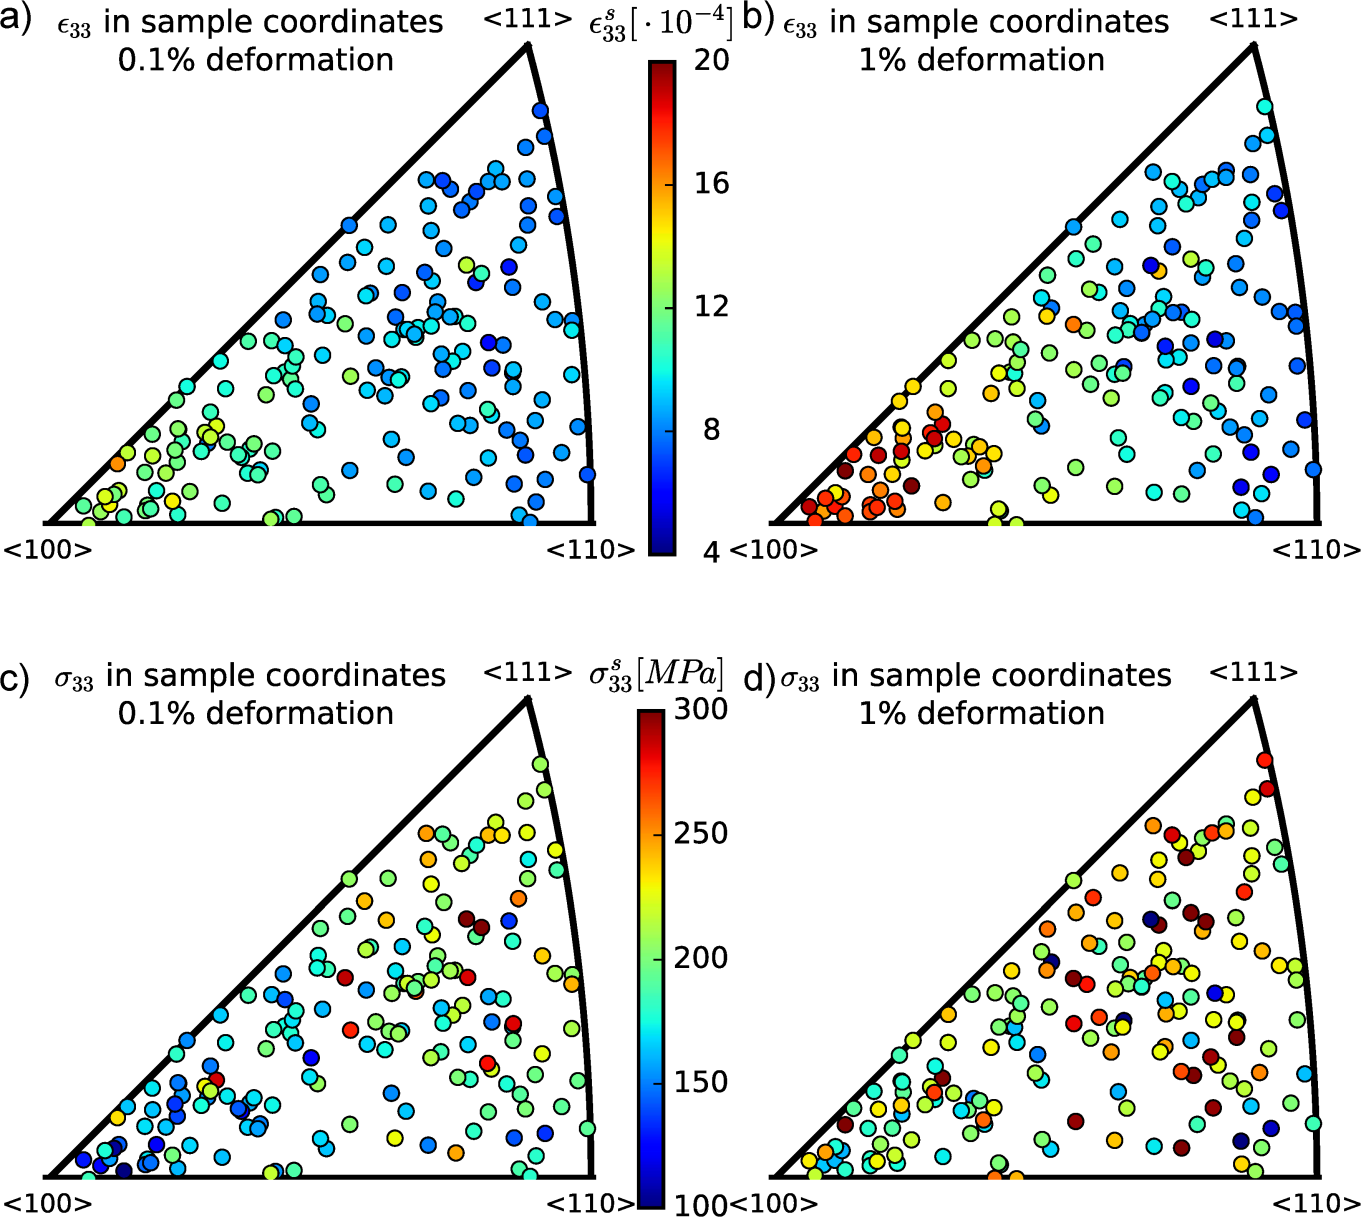 a) ϵ33 in sample coordinates <111> ϵ^s_33[·10^−4] b) ϵ33 in sample coordinates <111>
0.1% deformation 20 1% deformation
16
12
8
<100> <110> 4 <100> <110>
c) σ33 in sample coordinates <111> σ^s_33[MPa] d) σ33 in sample coordinates <111>
0.1% deformation 300 1% deformation
250
200
150
<100> <110> 100 <100> <110>